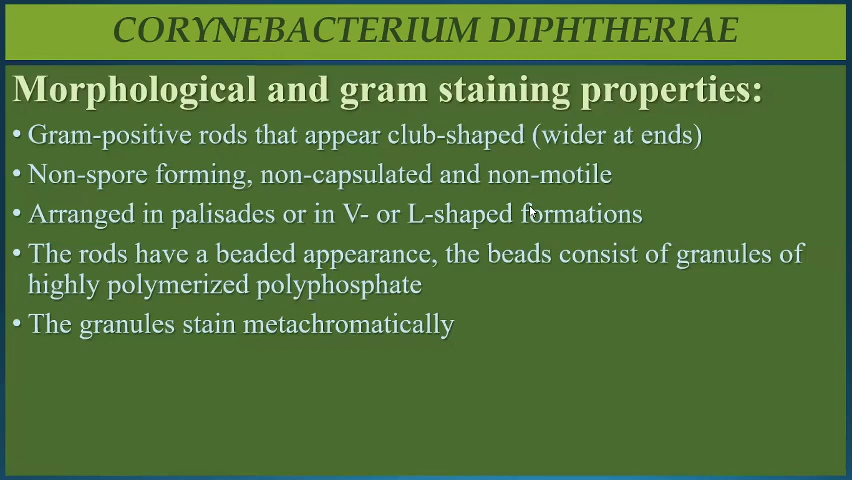 CORYNEBACTERIUM DIPHTHERIAE
Morphological and gram staining properties:
• Gram-positive rods that appear club-shaped (wider at ends)
• Non-spore forming, non-capsulated and non-motile
• Arranged in palisades or in V- or L-shaped formations
• The rods have a beaded appearance, the beads consist of granules of
highly polymerized polyphosphate
• The granules stain metachromatically